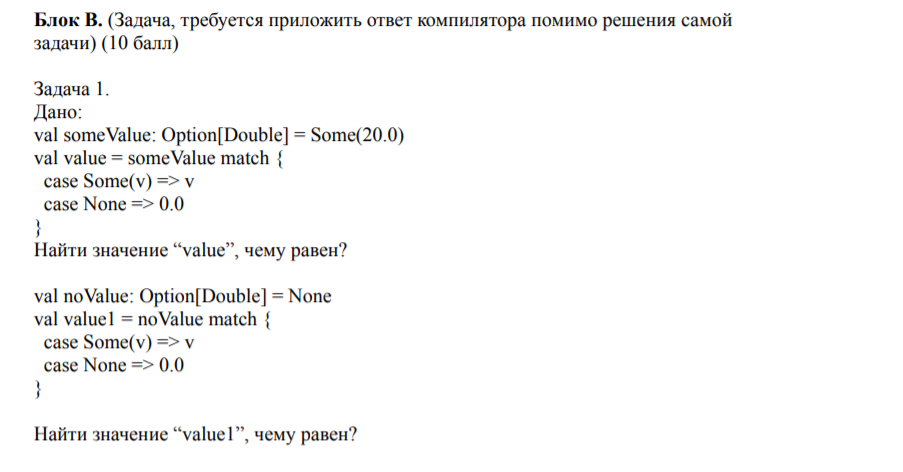 Блок В. (Задача, требуется приложить ответ компилятора помимо решения самой
задачи) (10 балл)
Задача 1.
Дано:
val someValue: Option[Double] = Some(20.0)
val value = someValue match {
case Some(v) => v
case None => 0.0
}
Найти значение “value”, чему равен?
val noValue: Option[Double] = None
val value1 = noValue match {
case Some(v) => v
case None => 0.0
}
Найти значение “value1”, чему равен?